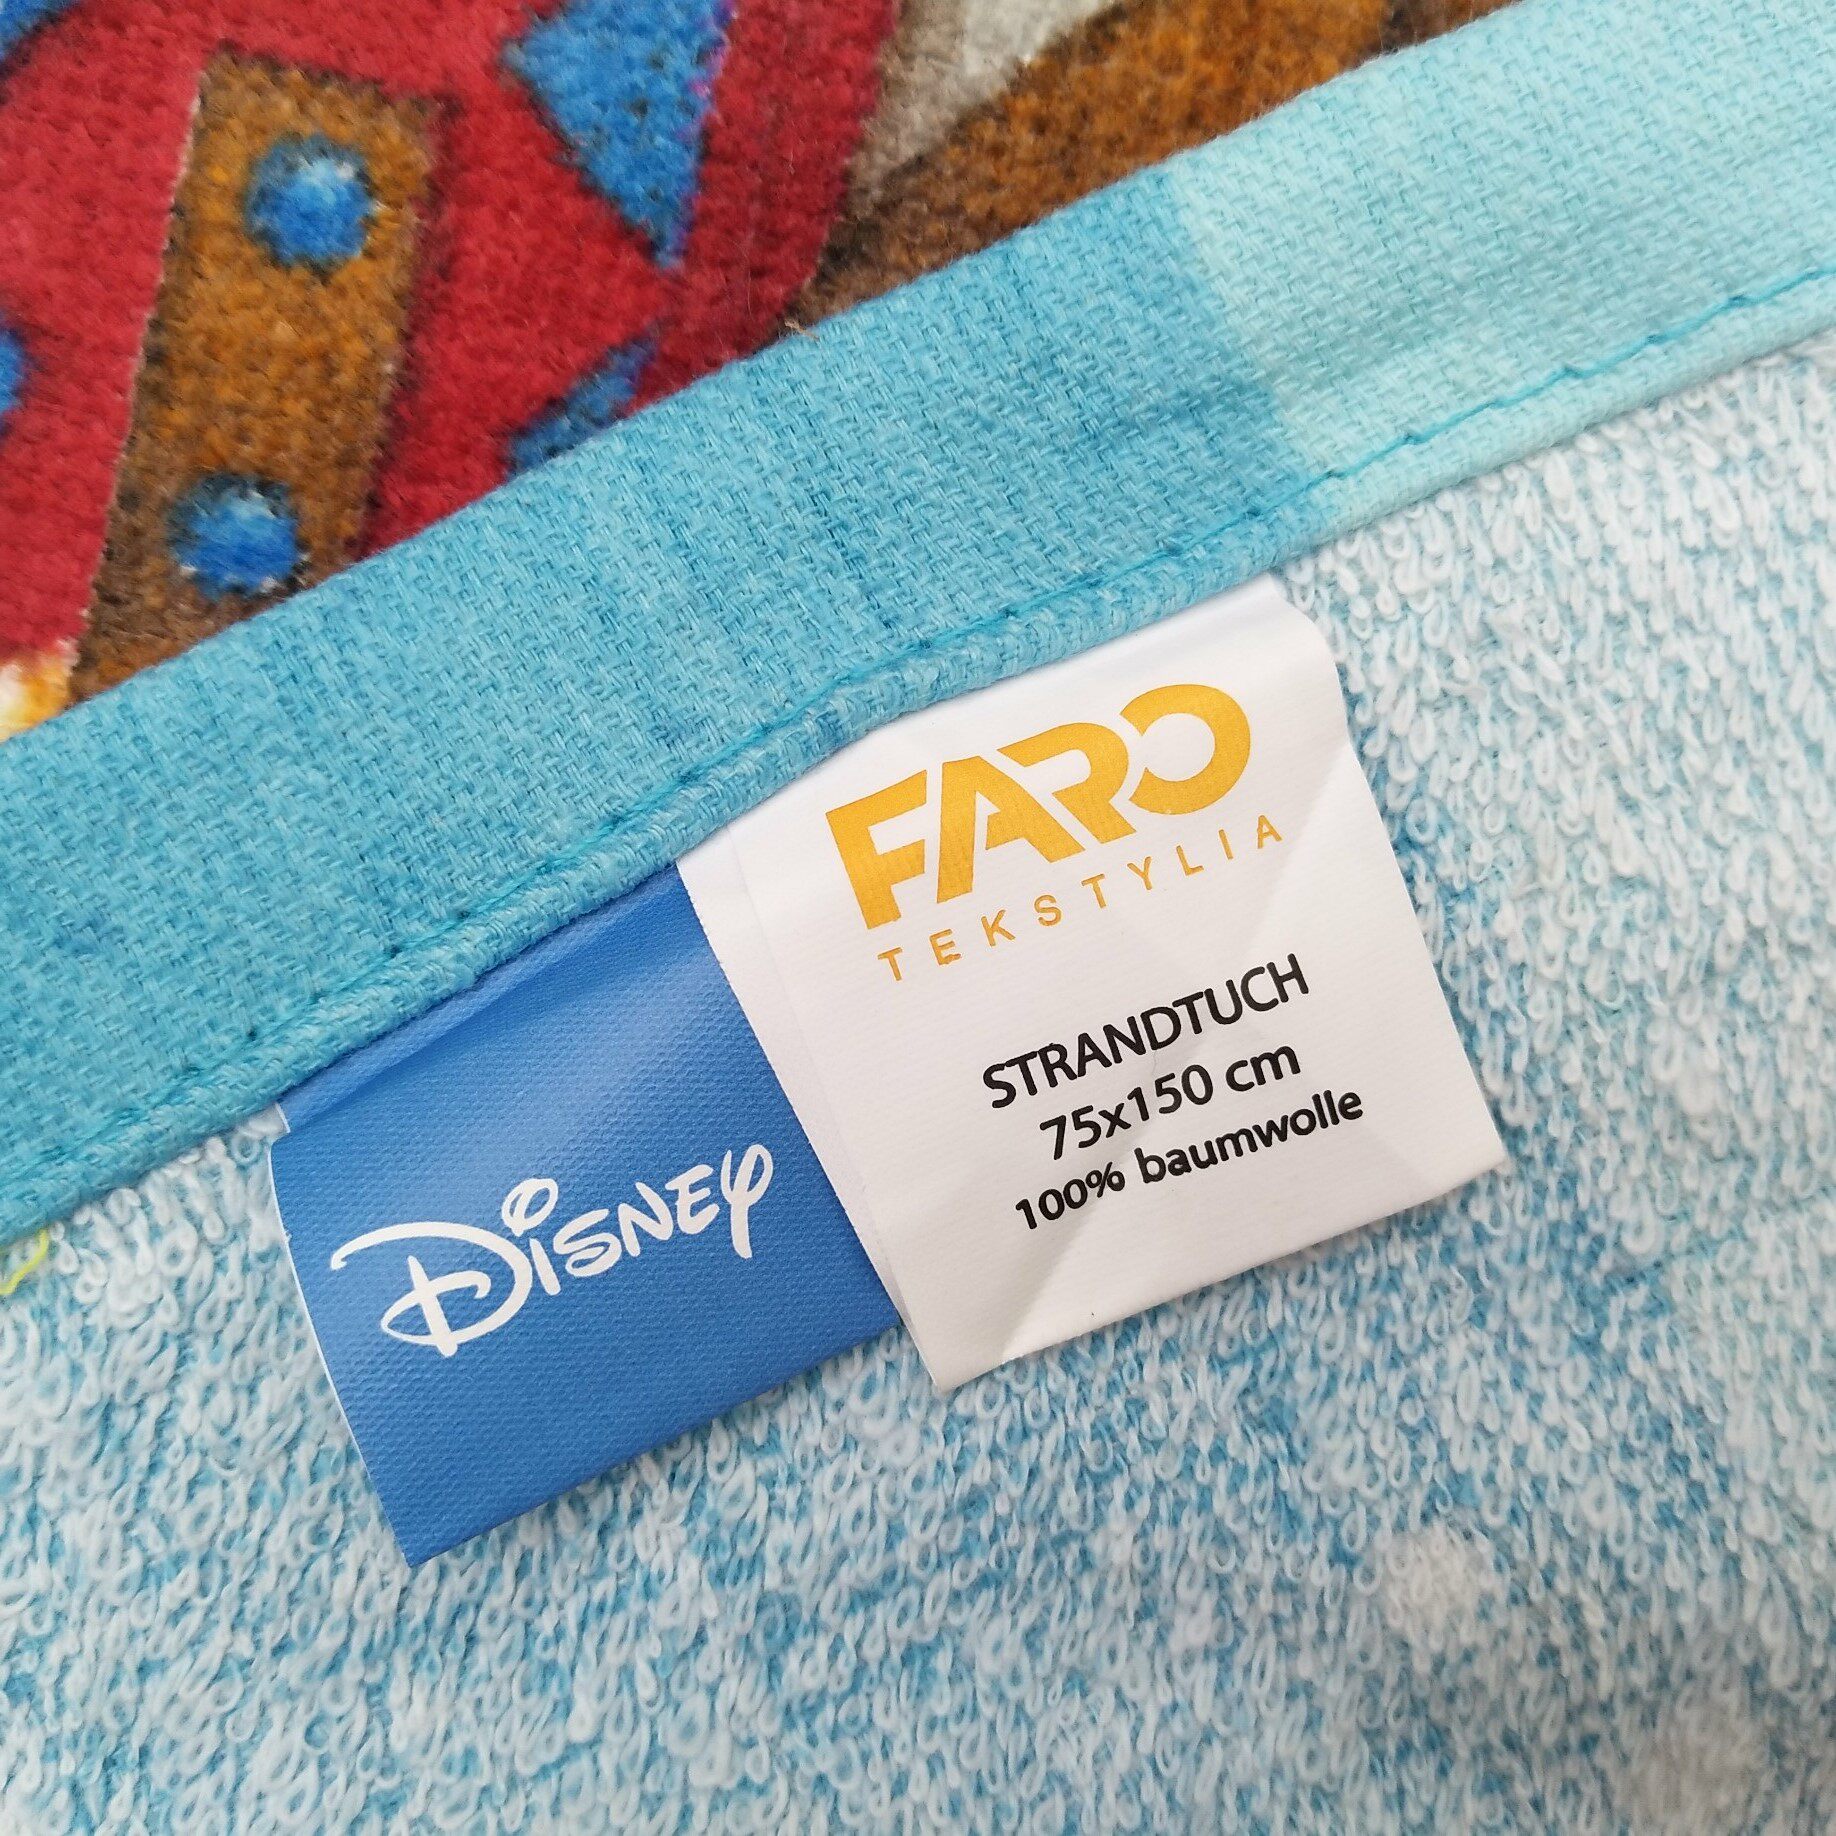 FARO
TEKSTYLIA
STRANDTUCH
75x150 cm
100% baumwolle
Disney